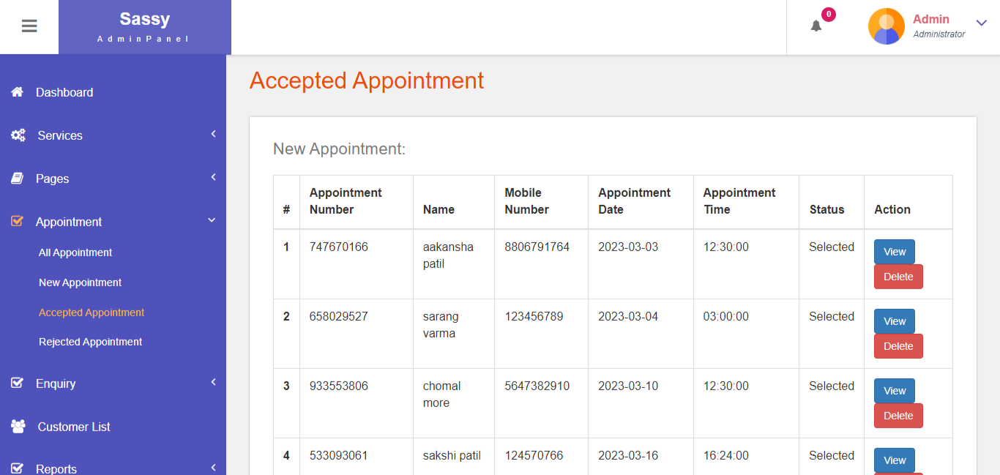 Sassy
AdminPanel
0
Admin
Administrator
Dashboard
Services
Pages
Appointment
All Appointment
New Appointment
Accepted Appointment
Rejected Appointment
Enquiry
Customer List
Reports
Accepted Appointment
New Appointment:
# Appointment Number Name Mobile Number Appointment Date Appointment Time Status Action
1 747670166 aakansha patil 8806791764 2023-03-03 12:30:00 Selected View Delete
2 658029527 sarang varma 123456789 2023-03-04 03:00:00 Selected View Delete
3 933553806 chomal more 5647382910 2023-03-10 12:30:00 Selected View Delete
4 533093061 sakshi patil 124570766 2023-03-16 16:24:00 Selected View